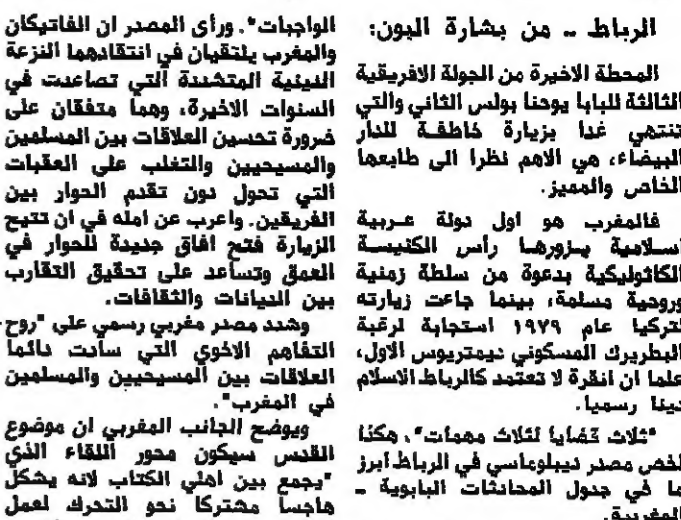 الرباط ـ من بشارة البون:
المحطة الاخيرة من الجولة الافريقية
الثالثة للبابا يوحنا بولس الثاني والتي
تنتهي غدا بزيارة خاطفة للدار
البيضاء، هي الاهم نظرا الى طابعها
الخاص والمميز.
فالمغرب هو اول دولة عربية
اسلامية يزورها رأس الكنيسة
الكاثوليكية بدعوة من سلطة زمنية
وروحية مسلمة، بينما جاءت زيارته
لتركيا عام ١٩٧٩ استجابة لرغبة
البطريرك المسكوني ديمتريوس الاول،
علما ان انقرة لا تعتمد كالرباط الاسلام
دينا رسميا.
"ثلاث قضايا لثلاث مهمات"، هكذا
لخص مصدر ديبلوماسي في الرباط ابرز
ما في جدول المحادثات البابوية ـ
المغربية.
الواجبات". ورأى المصدر ان الفاتيكان
والمغرب يلتقيان في انتقادهما النزعة
الدينية المتشددة التي تصاعدت في
السنوات الاخيرة، وهما متفقان على
ضرورة تحسين العلاقات بين المسلمين
والمسيحيين والتغلب على العقبات
التي تحول دون تقدم الحوار بين
الفريقين. واعرب عن امله في ان تتيح
الزيارة فتح افاق جديدة للحوار في
العمق وتساعد على تحقيق التقارب
بين الديانات والثقافات.
وشدد مصدر مغربي رسمي على "روح
التفاهم الاخوي التي سادت دائما
العلاقات بين المسيحيين والمسلمين
في المغرب".
ويوضح الجانب المغربي ان موضوع
القدس سيكون محور اللقاء الذي
"يجمع بين اهلي الكتاب لانه يشكل
هاجسا مشتركا نحو التحرك لعمل